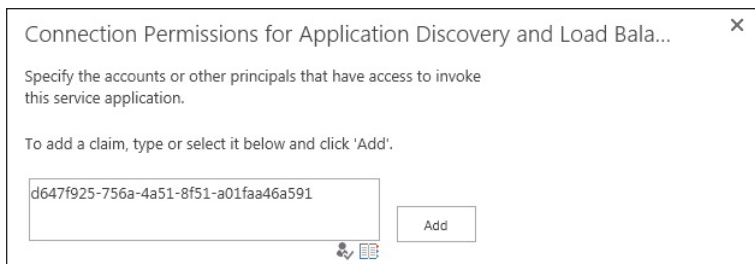 Connection Permissions for Application Discovery and Load Bala...
Specify the accounts or other principals that have access to invoke
this service application.
To add a claim, type or select it below and click 'Add'.
d647f925-756a-4a51-8f51-a01faa46a591
Add